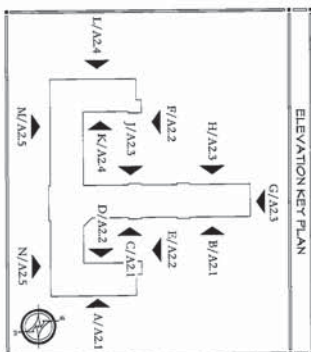 ELEVATION KEY PLAN
G/A2.3
H/A2.3
B/A2.1
F/A2.2
J/A2.3
C/A2.1
E/A2.2
L/A2.4
K/A2.4
D/A2.2
A/A2.1
M/A2.5
N/A2.5